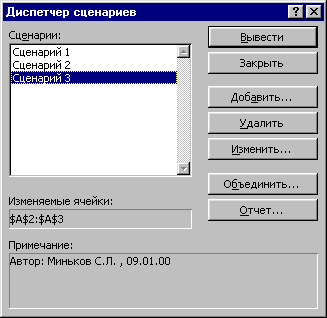 Диспетчер сценариев
Сценарии:
Сценарий 1
Сценарий 2
Сценарий 3
Вывести
Закрыть
Добавить...
Удалить
Изменить...
Объединить...
Отчет...
Изменяемые ячейки:
$A$2:$A$3
Примечание:
Автор: Миньков С.Л. , 09.01.00